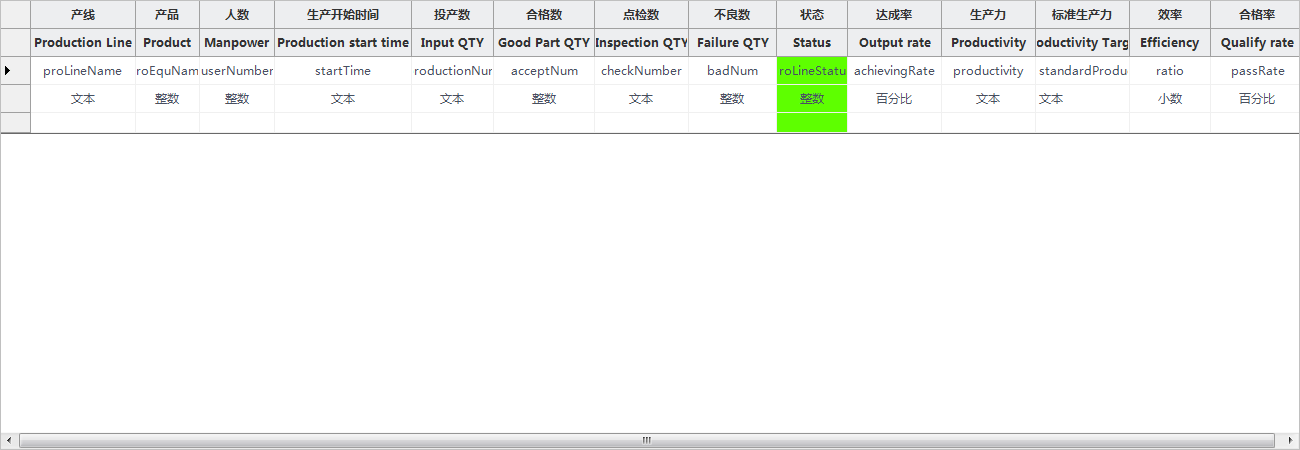 产线 产品 人数 生产开始时间 投产数 合格数 点检数 不良数 状态 达成率 生产力 标准生产力 效率 合格率
Production Line Product Manpower Production start time Input QTY Good Part QTY Inspection QTY Failure QTY Status Output rate Productivity oductivity Targ Efficiency Qualify rate
proLineName roEquNam userNumber startTime roductionNur acceptNum checkNumber badNum roLineStatu achievingRate productivity standardProdu ratio passRate
文本 整数 整数 文本 文本 整数 文本 整数 整数 百分比 文本 文本 小数 百分比